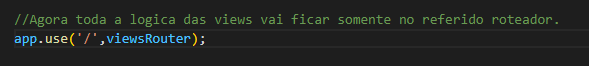 //Agora toda a logica das views vai ficar somente no referido roteador.
app.use('/',viewsRouter);